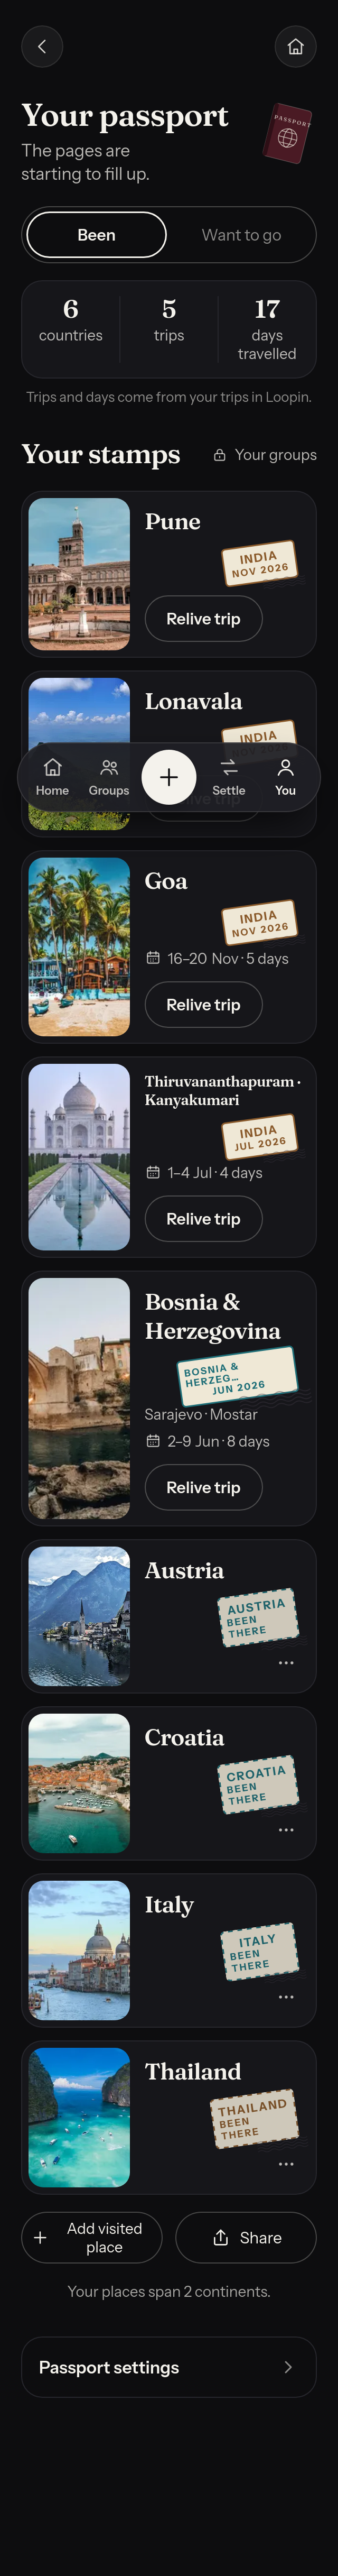 Your passport
PASSPORT
The pages are
starting to fill up.
Been
Want to go
6
countries
5
trips
17
days
travelled
Trips and days come from your trips in Loopin.
Your stamps
Your groups
Pune
INDIA
NOV 2026
Relive trip
Lonavala
INDIA
Home
Groups
Settle
You
Goa
INDIA
NOV 2026
16–20 Nov · 5 days
Relive trip
Thiruvananthapuram ·
Kanyakumari
INDIA
JUL 2026
1–4 Jul · 4 days
Relive trip
Bosnia &
Herzegovina
BOSNIA &
HERZEG…
JUN 2026
Sarajevo · Mostar
2–9 Jun · 8 days
Relive trip
Austria
AUSTRIA
BEEN
THERE
Croatia
CROATIA
BEEN
THERE
Italy
ITALY
BEEN
THERE
Thailand
THAILAND
BEEN
THERE
Add visited
place
Share
Your places span 2 continents.
Passport settings